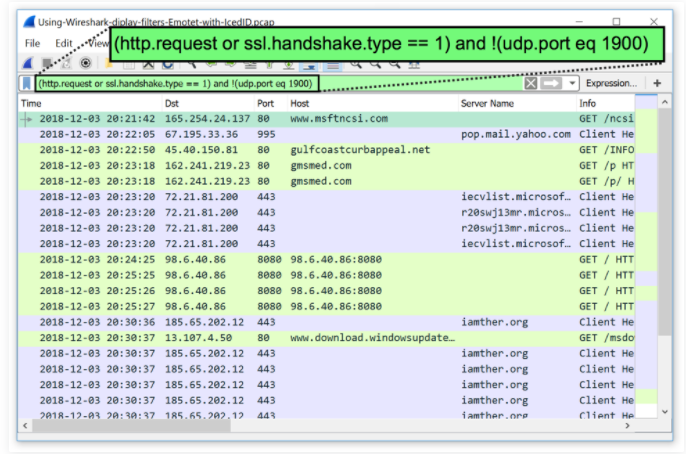 Using-Wireshark-diplay-filters-Emotet-with-IcedID.pcap
(http.request or ssl.handshake.type == 1) and !(udp.port eq 1900)
File Edit View
(http.request or ssl.handshake.type == 1) and !(udp.port eq 1900) Expression... +
Time Dst Port Host Server Name Info
2018-12-03 20:21:42 165.254.24.137 80 www.msftncsi.com GET /ncsi
2018-12-03 20:22:05 67.195.33.36 995 pop.mail.yahoo.com Client He
2018-12-03 20:22:50 45.40.150.81 80 gulfcoastcurbappeal.net GET /INFO
2018-12-03 20:23:18 162.241.219.23 80 gmsmed.com GET /p HT
2018-12-03 20:23:18 162.241.219.23 80 gmsmed.com GET /p/ H
2018-12-03 20:23:20 72.21.81.200 443 iecvlist.microsof… Client He
2018-12-03 20:23:20 72.21.81.200 443 r20swj13mr.micros… Client He
2018-12-03 20:23:20 72.21.81.200 443 r20swj13mr.micros… Client He
2018-12-03 20:23:20 72.21.81.200 443 iecvlist.microsof… Client He
2018-12-03 20:24:25 98.6.40.86 8080 98.6.40.86:8080 GET / HTT
2018-12-03 20:25:25 98.6.40.86 8080 98.6.40.86:8080 GET / HTT
2018-12-03 20:25:26 98.6.40.86 8080 98.6.40.86:8080 GET / HTT
2018-12-03 20:25:27 98.6.40.86 8080 98.6.40.86:8080 GET / HTT
2018-12-03 20:30:36 185.65.202.12 443 iamther.org Client He
2018-12-03 20:30:37 13.107.4.50 80 www.download.windowsupdate… GET /msdo
2018-12-03 20:30:37 185.65.202.12 443 iamther.org Client He
2018-12-03 20:30:37 185.65.202.12 443 iamther.org Client He
2018-12-03 20:30:37 185.65.202.12 443 iamther.org Client He
2018-12-03 20:30:37 185.65.202.12 443 iamther.org Client He
2018-12-03 20:30:37 185.65.202.12 443 iamther.org Client He